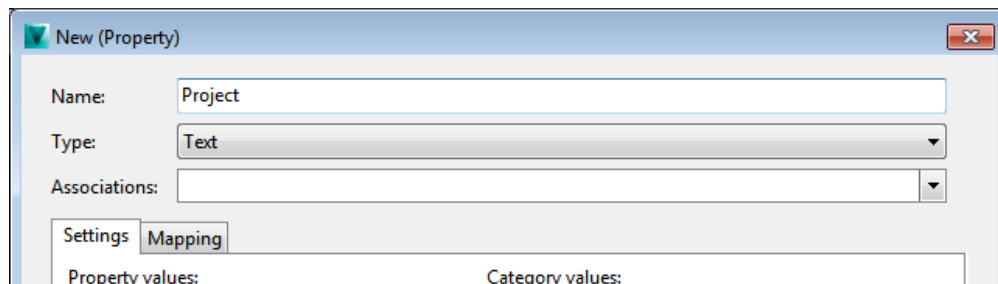 New (Property)
Name: Project
Type: Text
Associations:
Settings Mapping
Property values: Category values: